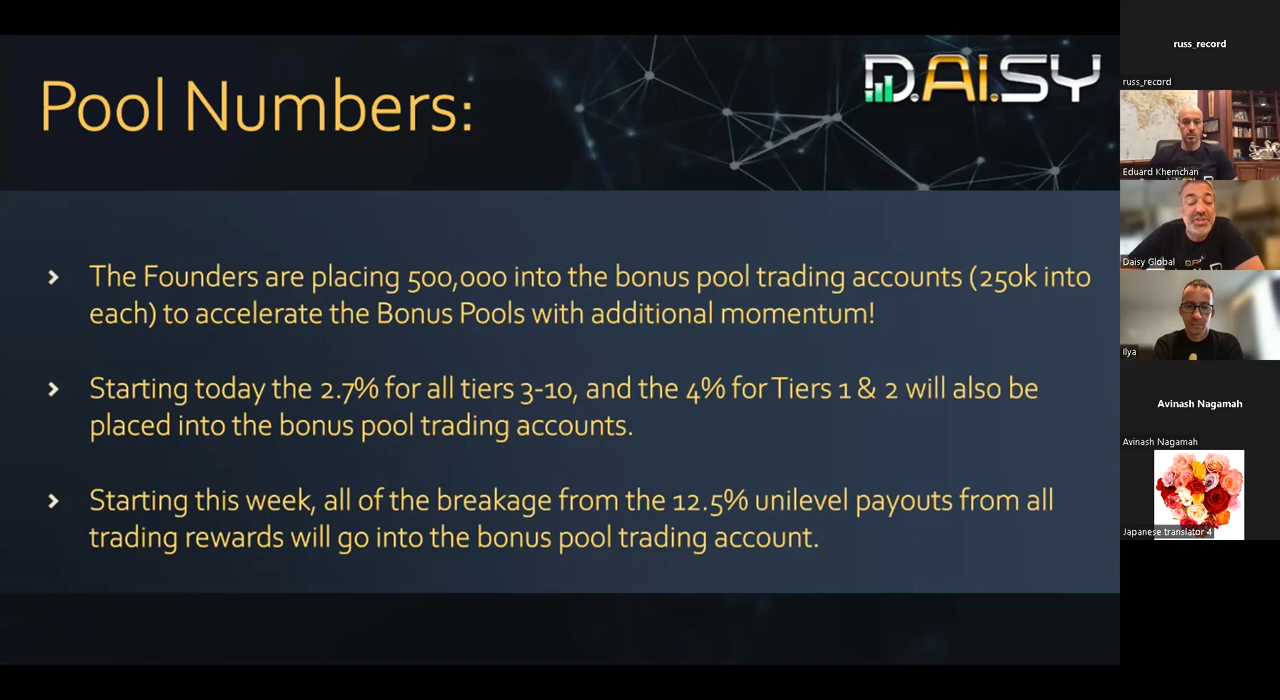 Pool Numbers:
D.AI.SY
The Founders are placing 500,000 into the bonus pool trading accounts (250k into
each) to accelerate the Bonus Pools with additional momentum!
Starting today the 2.7% for all tiers 3-10, and the 4% for Tiers 1 & 2 will also be
placed into the bonus pool trading accounts.
Starting this week, all of the breakage from the 12.5% unilevel payouts from all
trading rewards will go into the bonus pool trading account.
russ_record
russ_record
Eduard Khemchan
Daisy Global
Ilya
Avinash Nagamah
Avinash Nagamah
Japanese translator 4